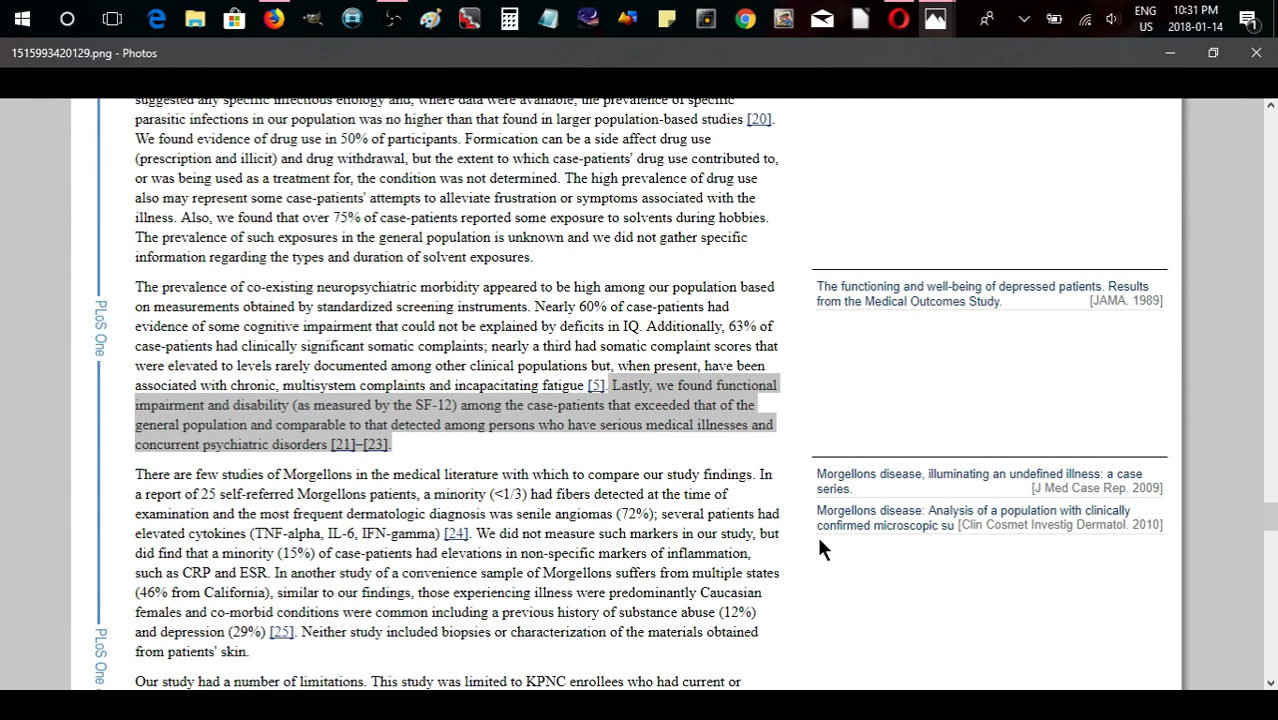 ENG
US
10:31 PM
2018-01-14
1
1515993420129.png - Photos
suggested any specific infectious etiology and, where data were available, the prevalence of specific
parasitic infections in our population was no higher than that found in larger population-based studies [20].
We found evidence of drug use in 50% of participants. Formication can be a side affect drug use
(prescription and illicit) and drug withdrawal, but the extent to which case-patients' drug use contributed to,
or was being used as a treatment for, the condition was not determined. The high prevalence of drug use
also may represent some case-patients' attempts to alleviate frustration or symptoms associated with the
illness. Also, we found that over 75% of case-patients reported some exposure to solvents during hobbies.
The prevalence of such exposures in the general population is unknown and we did not gather specific
information regarding the types and duration of solvent exposures.
The prevalence of co-existing neuropsychiatric morbidity appeared to be high among our population based
on measurements obtained by standardized screening instruments. Nearly 60% of case-patients had
evidence of some cognitive impairment that could not be explained by deficits in IQ. Additionally, 63% of
case-patients had clinically significant somatic complaints; nearly a third had somatic complaint scores that
were elevated to levels rarely documented among other clinical populations but, when present, have been
associated with chronic, multisystem complaints and incapacitating fatigue [5]. Lastly, we found functional
impairment and disability (as measured by the SF-12) among the case-patients that exceeded that of the
general population and comparable to that detected among persons who have serious medical illnesses and
concurrent psychiatric disorders [21]–[23].
There are few studies of Morgellons in the medical literature with which to compare our study findings. In
a report of 25 self-referred Morgellons patients, a minority (<1/3) had fibers detected at the time of
examination and the most frequent dermatologic diagnosis was senile angiomas (72%); several patients had
elevated cytokines (TNF-alpha, IL-6, IFN-gamma) [24]. We did not measure such markers in our study, but
did find that a minority (15%) of case-patients had elevations in non-specific markers of inflammation,
such as CRP and ESR. In another study of a convenience sample of Morgellons suffers from multiple states
(46% from California), similar to our findings, those experiencing illness were predominantly Caucasian
females and co-morbid conditions were common including a previous history of substance abuse (12%)
and depression (29%) [25]. Neither study included biopsies or characterization of the materials obtained
from patients' skin.
Our study had a number of limitations. This study was limited to KPNC enrollees who had current or
PLoS One
PLoS One
The functioning and well-being of depressed patients. Results
from the Medical Outcomes Study. [JAMA. 1989]
Morgellons disease, illuminating an undefined illness: a case
series. [J Med Case Rep. 2009]
Morgellons disease: Analysis of a population with clinically
confirmed microscopic su [Clin Cosmet Investig Dermatol. 2010]